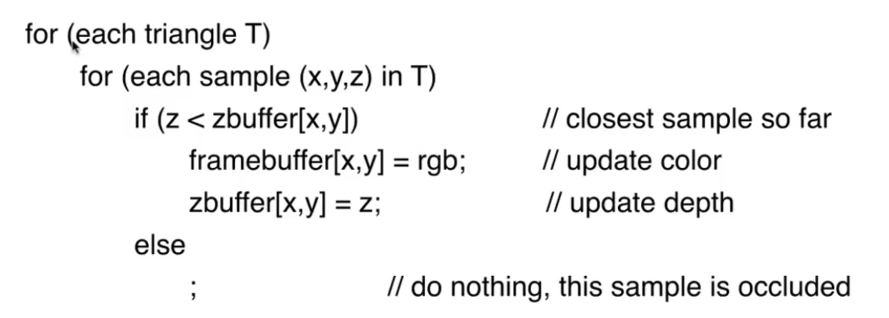 for (each triangle T)
for (each sample (x,y,z) in T)
if (z < zbuffer[x,y]) // closest sample so far
framebuffer[x,y] = rgb; // update color
zbuffer[x,y] = z; // update depth
else
; // do nothing, this sample is occluded